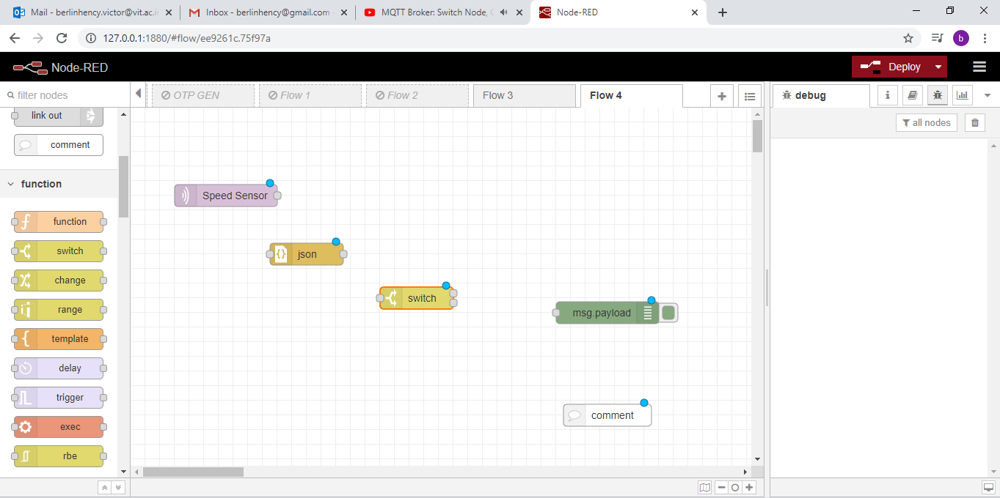 Mail - berlinhency.victor@vit.ac.i
Inbox - berlinhency@gmail.com
MQTT Broker: Switch Node,
Node-RED
127.0.0.1:1880/#flow/ee9261c.75f97a
b
Node-RED
Deploy
filter nodes
OTP GEN
Flow 1
Flow 2
Flow 3
Flow 4
debug
i
all nodes
link out
comment
function
function
switch
change
range
template
delay
trigger
exec
rbe
Speed Sensor
json
switch
msg.payload
comment